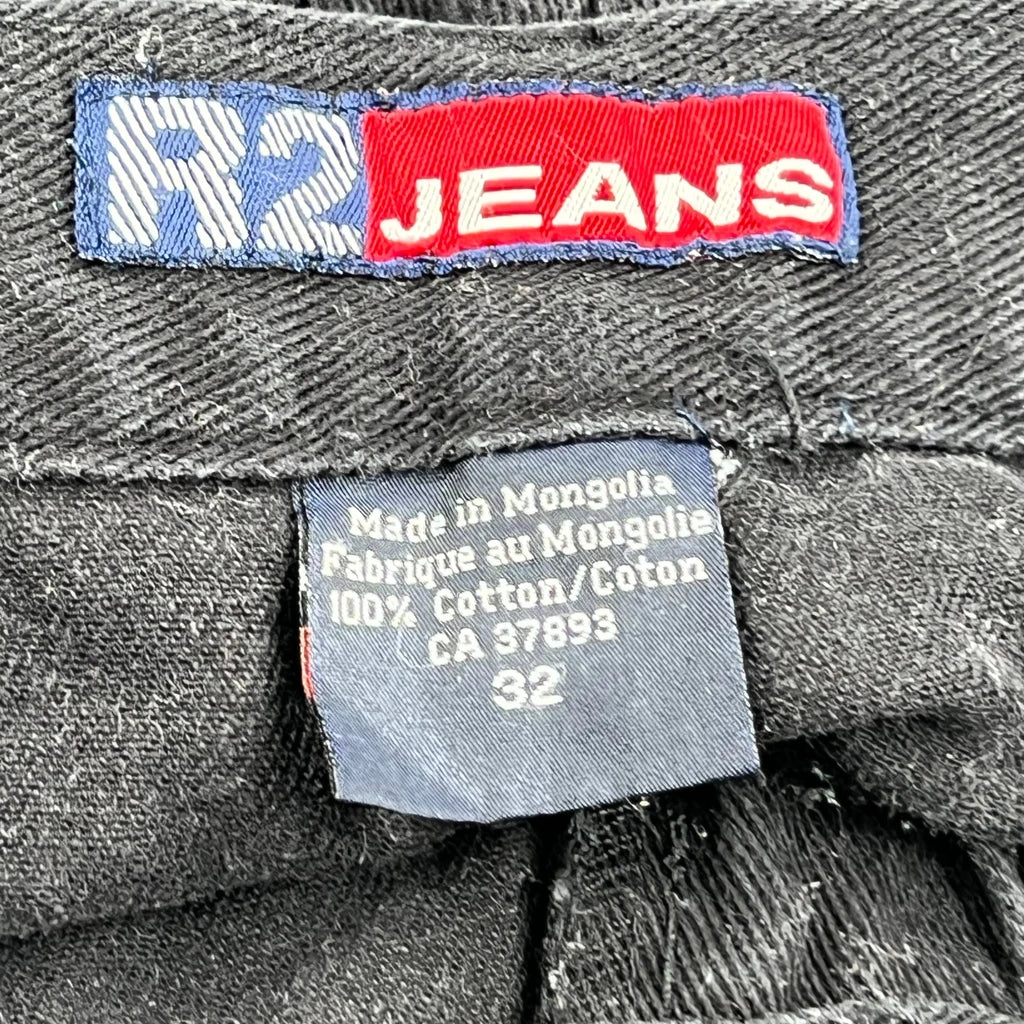 R2 JEANS
Made in Mongolia
Fabrique au Mongolie
100% Cotton/Coton
CA 37893
32